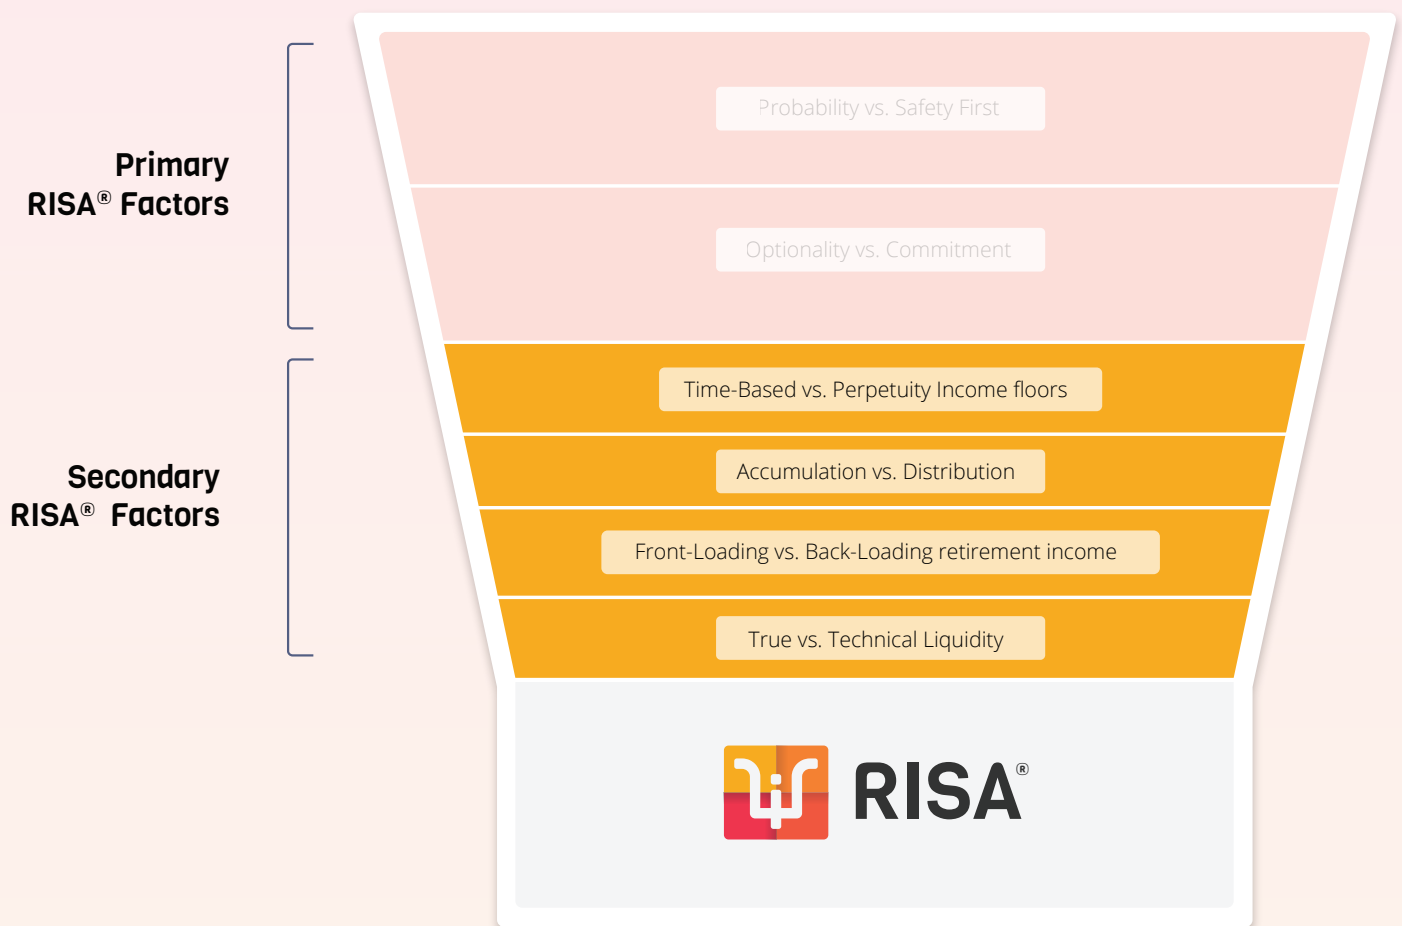 Primary
RISA® Factors
Probability vs. Safety First
Optionality vs. Commitment
Secondary
RISA® Factors
Time-Based vs. Perpetuity Income floors
Accumulation vs. Distribution
Front-Loading vs. Back-Loading retirement income
True vs. Technical Liquidity
RISA®